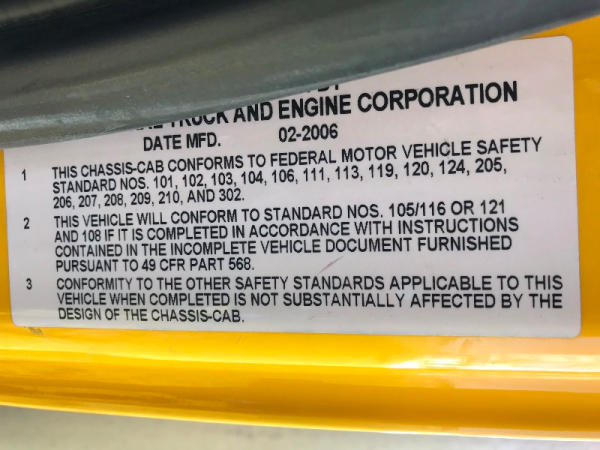 BY
TRUCK AND ENGINE CORPORATION
DATE MFD. 02-2006
1 THIS CHASSIS-CAB CONFORMS TO FEDERAL MOTOR VEHICLE SAFETY
STANDARD NOS. 101, 102, 103, 104, 106, 111, 113, 119, 120, 124, 205,
206, 207, 208, 209, 210, AND 302.
2 THIS VEHICLE WILL CONFORM TO STANDARD NOS. 105/116 OR 121
AND 108 IF IT IS COMPLETED IN ACCORDANCE WITH INSTRUCTIONS
CONTAINED IN THE INCOMPLETE VEHICLE DOCUMENT FURNISHED
PURSUANT TO 49 CFR PART 568.
3 CONFORMITY TO THE OTHER SAFETY STANDARDS APPLICABLE TO THIS
VEHICLE WHEN COMPLETED IS NOT SUBSTANTIALLY AFFECTED BY THE
DESIGN OF THE CHASSIS-CAB.